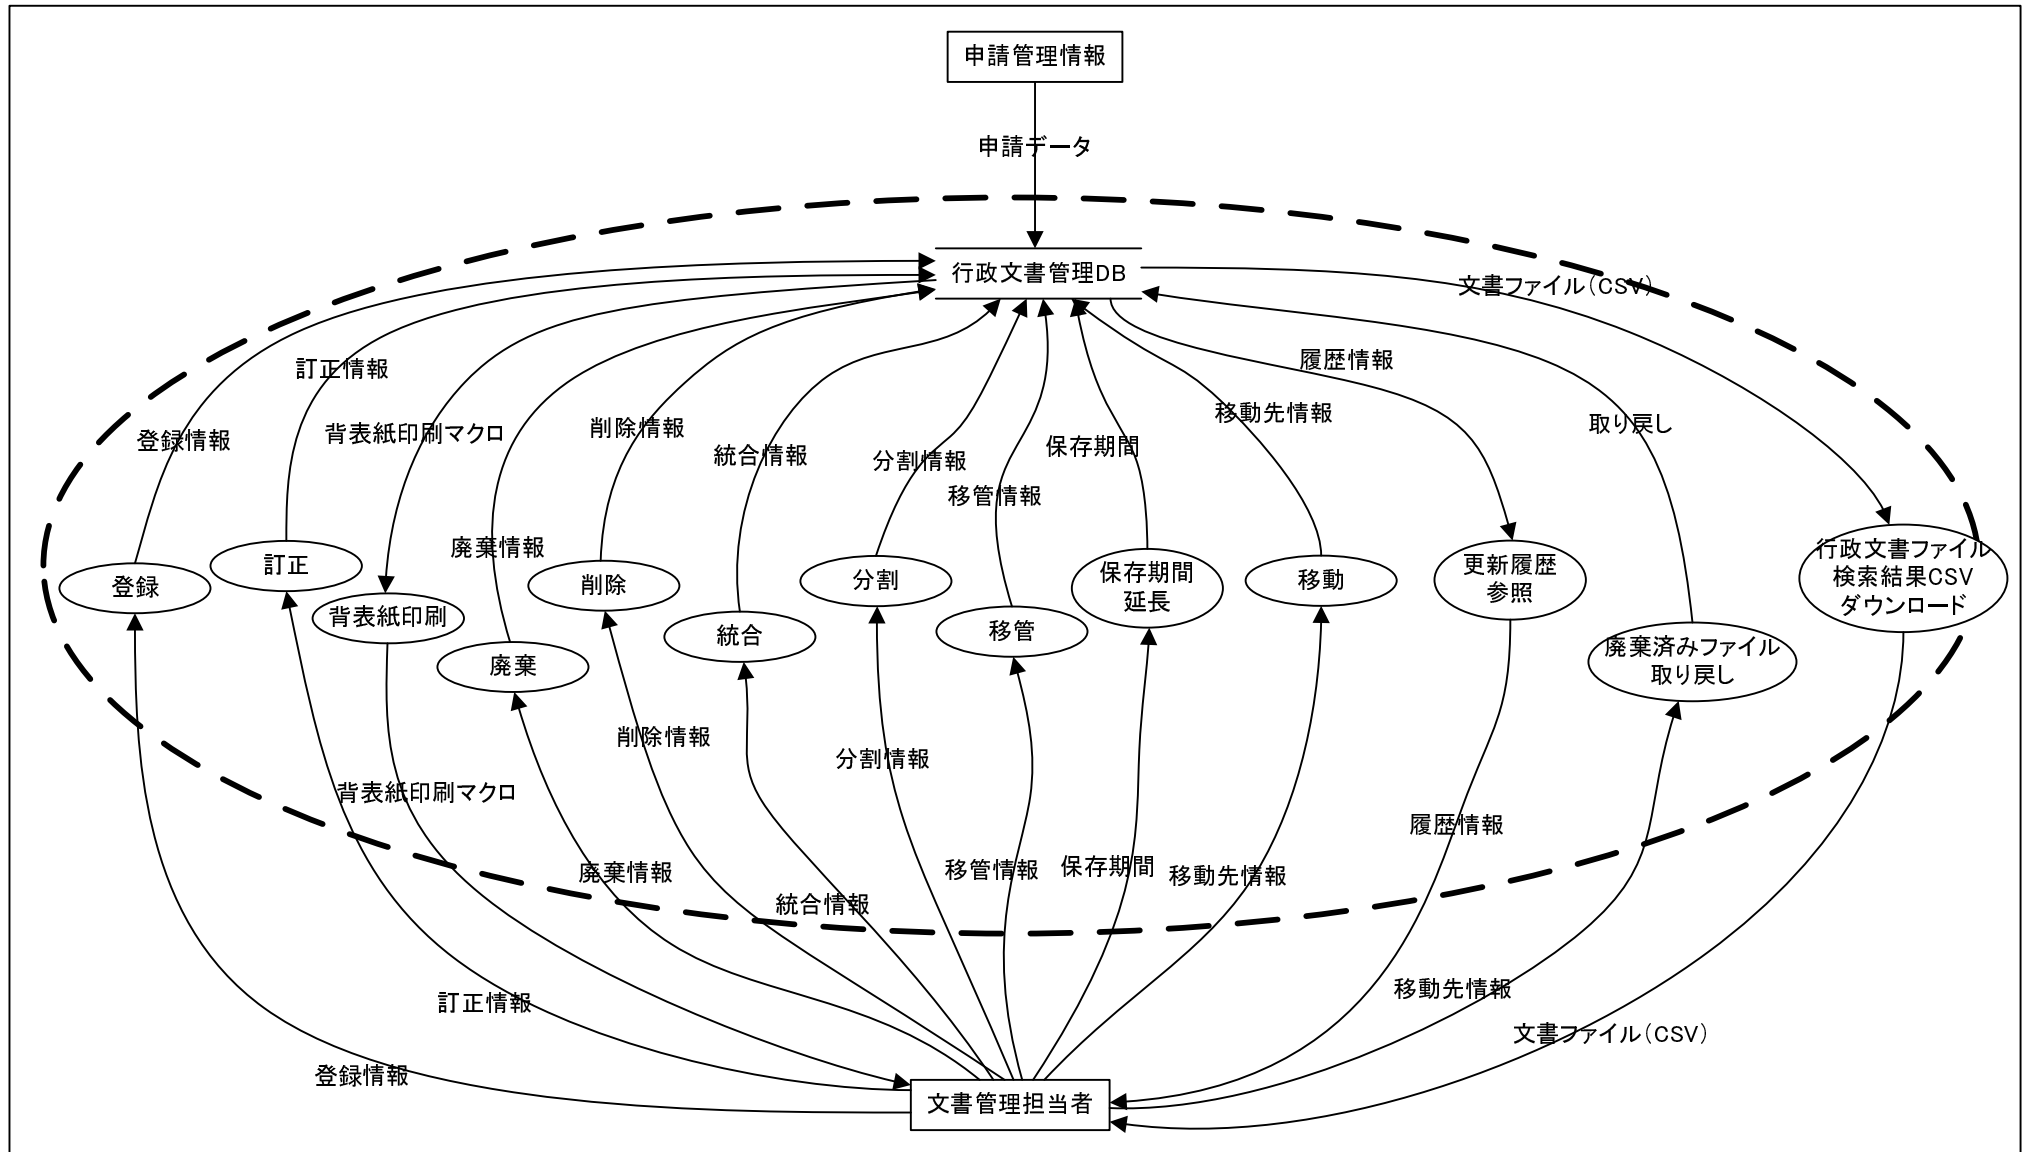 申請管理情報
申請データ
行政文書管理DB
文書ファイル（CSV）
履歴情報
訂正情報
移動先情報
取り戻し
削除情報
背表紙印刷マクロ
登録情報
保存期間
統合情報
分割情報
移管情報
廃棄情報
登録
訂正
背表紙印刷
廃棄
削除
統合
分割
移管
保存期間
延長
移動
更新履歴
参照
廃棄済みファイル
取り戻し
行政文書ファイル
検索結果CSV
ダウンロード
削除情報
分割情報
背表紙印刷マクロ
履歴情報
移管情報
保存期間
廃棄情報
移動先情報
統合情報
移動先情報
訂正情報
文書ファイル（CSV）
登録情報
文書管理担当者